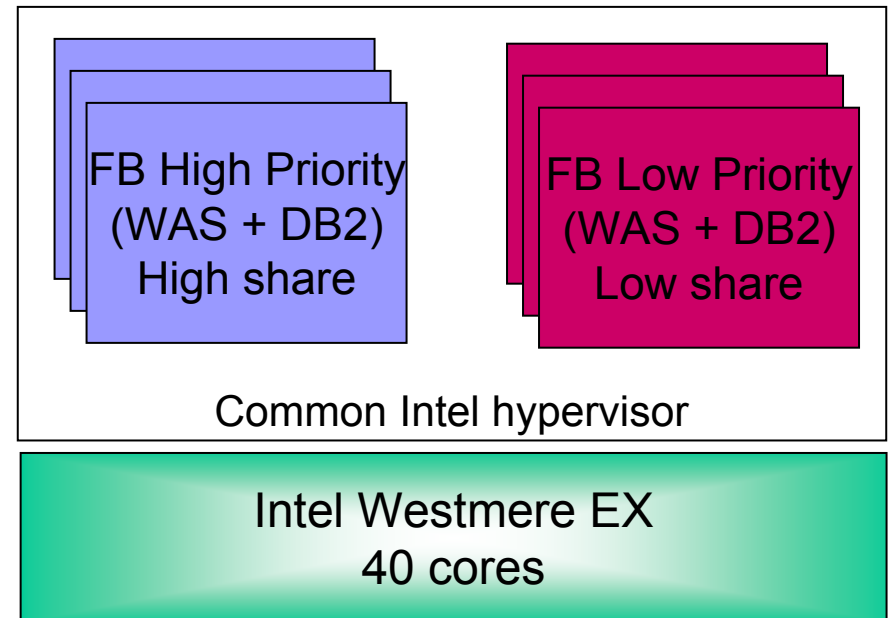 FB High Priority
(WAS + DB2)
High share
FB Low Priority
(WAS + DB2)
Low share
Common Intel hypervisor
Intel Westmere EX
40 cores